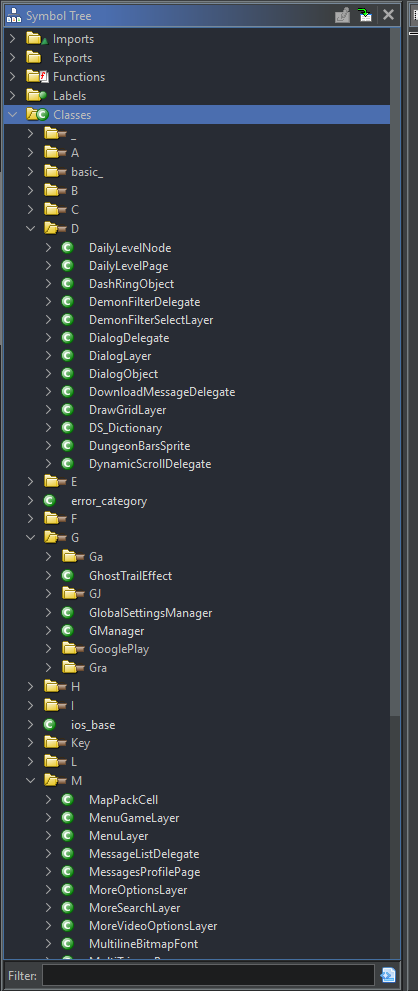 Symbol Tree
Imports
Exports
Functions
Labels
Classes
_
A
basic_
B
C
D
DailyLevelNode
DailyLevelPage
DashRingObject
DemonFilterDelegate
DemonFilterSelectLayer
DialogDelegate
DialogLayer
DialogObject
DownloadMessageDelegate
DrawGridLayer
DS_Dictionary
DungeonBarsSprite
DynamicScrollDelegate
E
error_category
F
G
Ga
GhostTrailEffect
GJ
GlobalSettingsManager
GManager
GooglePlay
Gra
H
I
ios_base
Key
L
M
MapPackCell
MenuGameLayer
MenuLayer
MessageListDelegate
MessagesProfilePage
MoreOptionsLayer
MoreSearchLayer
MoreVideoOptionsLayer
MultilineBitmapFont
Filter: